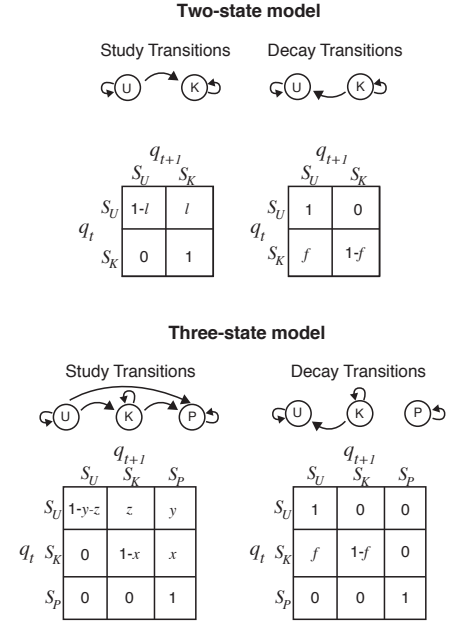 Two-state model
Study Transitions Decay Transitions
U K U K
q_{t+1} q_{t+1}
S_U S_K S_U S_K
S_U 1-l l S_U 1 0
q_t q_t
S_K 0 1 S_K f 1-f
Three-state model
Study Transitions Decay Transitions
U K P U K P
q_{t+1} q_{t+1}
S_U S_K S_P S_U S_K S_P
S_U 1-y-z z y S_U 1 0 0
q_t S_K 0 1-x x q_t S_K f 1-f 0
S_P 0 0 1 S_P 0 0 1